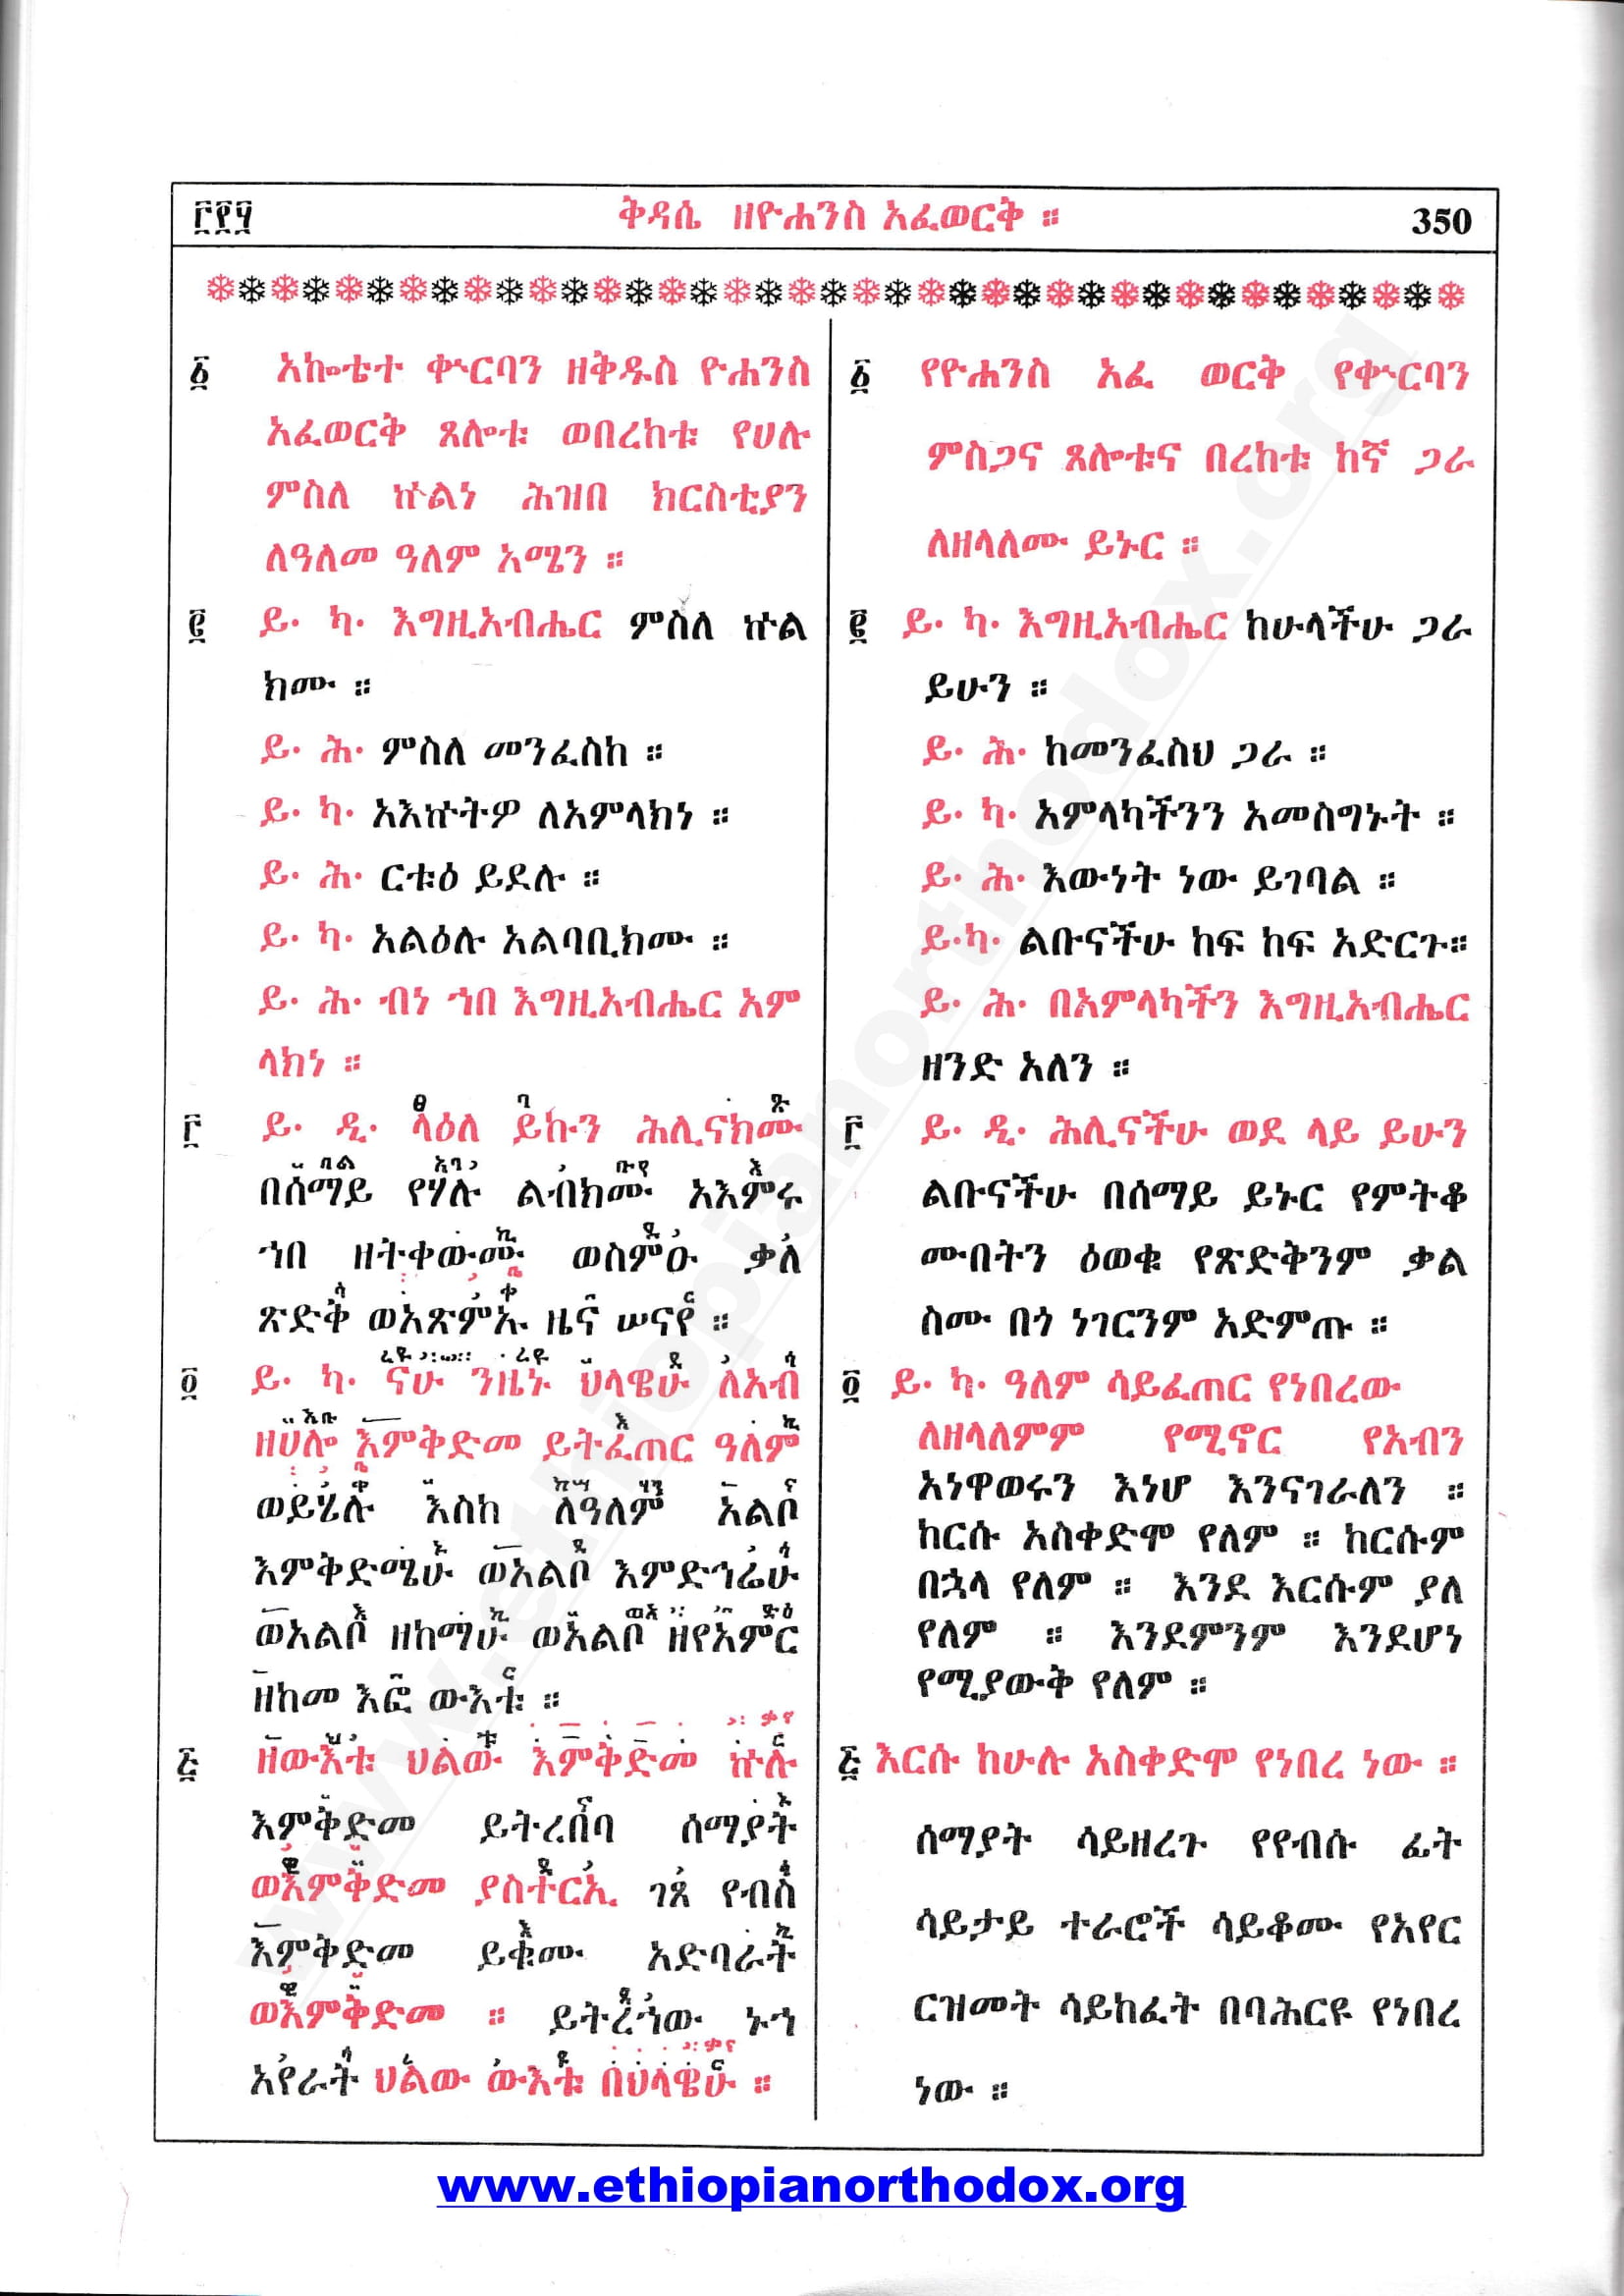 ፫፻፶ ቅዳሴ ዘዮሐንስ አፈወርቅ ። 350
፩ አኰቴተ ቍርባን ዘቅዱስ ዮሐንስ
አፈወርቅ ጸሎቱ ወበረከቱ የሀሉ
ምስለ ኵልነ ሕዝበ ክርስቲያን
ለዓለመ ዓለም አሜን ።
፪ ይ· ካ· እግዚአብሔር ምስለ ኵል
ክሙ ።
ይ· ሕ· ምስለ መንፈስከ ።
ይ· ካ· አእኵትዎ ለአምላክነ ።
ይ· ሕ· ርቱዕ ይደሉ ።
ይ· ካ· አልዕሉ አልባቢክሙ ።
ይ· ሕ· ብነ ኀበ እግዚአብሔር አም
ላክነ ።
፫ ይ· ዲ· ላዕለ ይኩን ሕሊናክሙ
በሰማይ የሃሉ ልብክሙ አእምሩ
ኀበ ዘትቀውሙ ወስምዑ ቃለ
ጽድቅ ወአጽምኡ ዜና ሠናየ ።
፬ ይ· ካ· ናሁ ንዜኑ ህላዌሁ ለአብ
ዘሀሎ እምቅድመ ይትፈጠር ዓለም
ወይሄሉ እስከ ለዓለም አልቦ
እምቅድሜሁ ወአልቦ እምድኅሬሁ
ወአልቦ ዘከማሁ ወአልቦ ዘየአምር
ዘከመ እፎ ውእቱ ።
፭ ዘውእቱ ህልው እምቅድመ ኵሉ
እምቅድመ ይትረበባ ሰማያት
ወእምቅድመ ያስተርኢ ገጸ የብስ
እምቅድመ ይቁሙ አድባራት
ወእምቅድመ ። ይትረኀው ኑኀ
አየራት ህልው ውእቱ በህላዌሁ ።
፩ የዮሐንስ አፈ ወርቅ የቍርባን
ምስጋና ጸሎቱና በረከቱ ከኛ ጋራ
ለዘላለሙ ይኑር ።
፪ ይ· ካ· እግዚአብሔር ከሁላችሁ ጋራ
ይሁን ።
ይ· ሕ· ከመንፈስህ ጋራ ።
ይ· ካ· አምላካችንን አመስግኑት ።
ይ· ሕ· እውነት ነው ይገባል ።
ይ·ካ· ልቡናችሁ ከፍ ከፍ አድርጉ።
ይ· ሕ· በአምላካችን እግዚአብሔር
ዘንድ አለን ።
፫ ይ· ዲ· ሕሊናችሁ ወደ ላይ ይሁን
ልቡናችሁ በሰማይ ይኑር የምትቆ
ሙበትን ዕወቁ የጽድቅንም ቃል
ስሙ በጎ ነገርንም አድምጡ ።
፬ ይ· ካ· ዓለም ሳይፈጠር የነበረው
ለዘላለምም የሚኖር የአብን
አነዋወሩን እነሆ እንናገራለን ።
ከርሱ አስቀድሞ የለም ። ከርሱም
በኋላ የለም ። እንደ እርሱም ያለ
የለም ። እንደምንም እንደሆነ
የሚያውቅ የለም ።
፭ እርሱ ከሁሉ አስቀድሞ የነበረ ነው ።
ሰማያት ሳይዘረጉ የየብሱ ፊት
ሳይታይ ተራሮች ሳይቆሙ የአየር
ርዝመት ሳይከፈት በባሕርዩ የነበረ
ነው ።
www.ethiopianorthodox.org